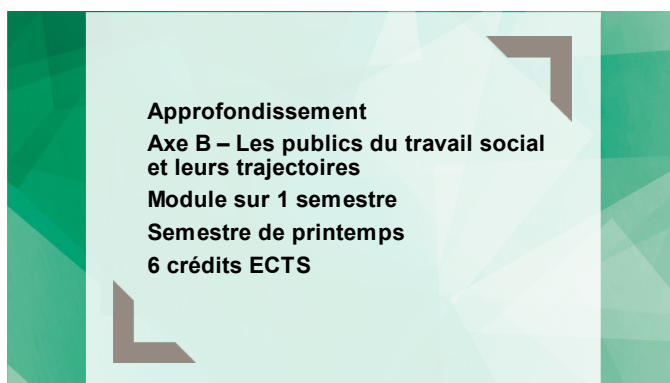 Approfondissement
Axe B – Les publics du travail social
et leurs trajectoires
Module sur 1 semestre
Semestre de printemps
6 crédits ECTS